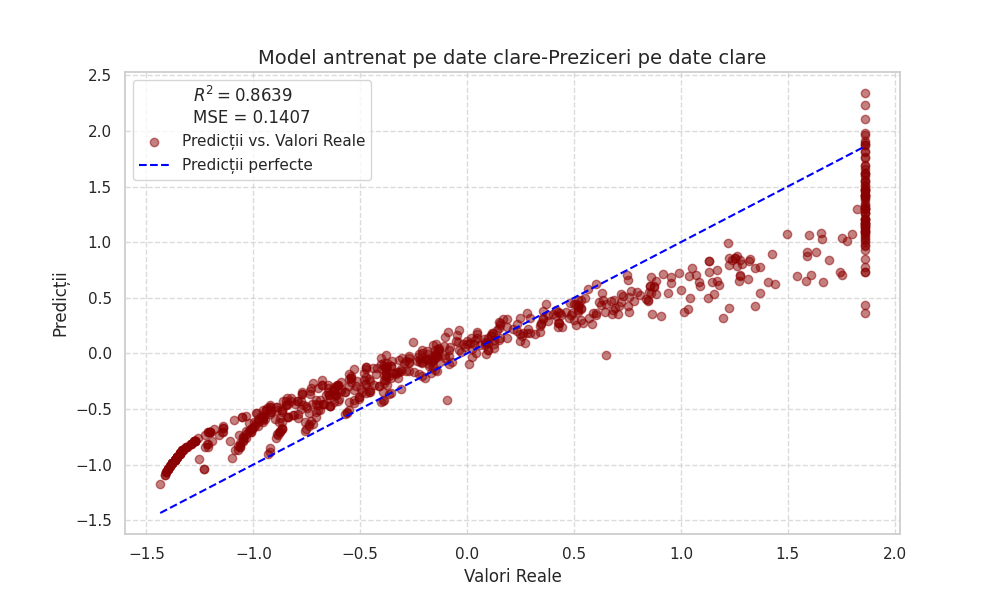 Model antrenat pe date clare-Preziceri pe date clare
2.5
2.0
1.5
1.0
0.5
0.0
−0.5
−1.0
−1.5
Predicții
R² = 0.8639
MSE = 0.1407
Predicții vs. Valori Reale
Predicții perfecte
−1.5 −1.0 −0.5 0.0 0.5 1.0 1.5 2.0
Valori Reale